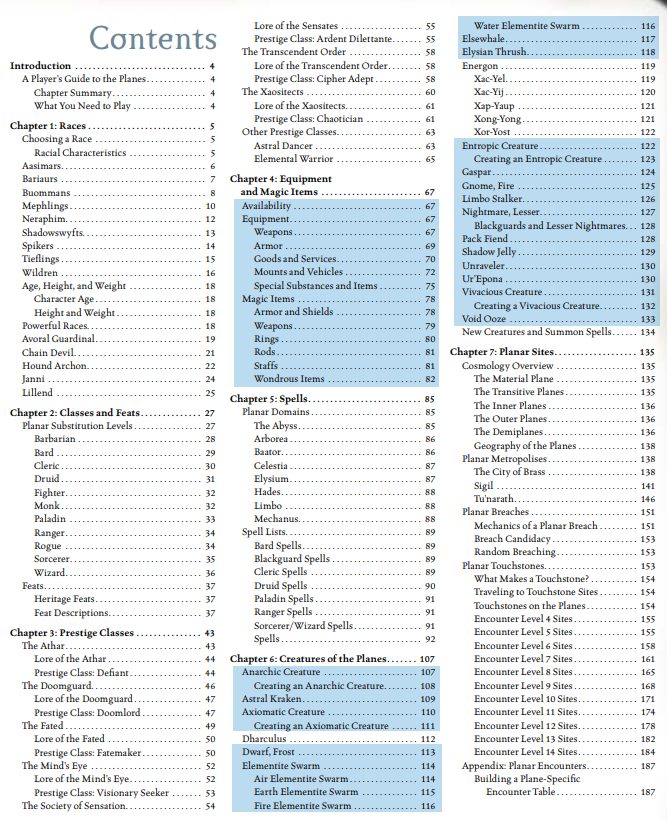 Contents
Introduction 4
A Player's Guide to the Planes 4
Chapter Summary 4
What You Need to Play 4
Chapter 1: Races 5
Choosing a Race 5
Racial Characteristics 5
Aasimars 6
Bariaurs 7
Buommans 8
Mephlings 10
Neraphim 12
Shadowswyfts 13
Spikers 14
Tieflings 15
Wildren 16
Age, Height, and Weight 18
Character Age 18
Height and Weight 18
Powerful Races 18
Avoral Guardinal 19
Chain Devil 21
Hound Archon 22
Janni 24
Lillend 25
Chapter 2: Classes and Feats 27
Planar Substitution Levels 27
Barbarian 28
Bard 29
Cleric 30
Druid 31
Fighter 32
Monk 32
Paladin 33
Ranger 34
Rogue 34
Sorcerer 35
Wizard 36
Feats 37
Heritage Feats 37
Feat Descriptions 37
Chapter 3: Prestige Classes 43
The Athar 43
Lore of the Athar 44
Prestige Class: Defiant 44
The Doomguard 46
Lore of the Doomguard 47
Prestige Class: Doomlord 47
The Fated 49
Lore of the Fated 50
Prestige Class: Fatemaker 50
The Mind's Eye 52
Lore of the Mind's Eye 52
Prestige Class: Visionary Seeker 53
The Society of Sensation 54
Lore of the Sensates 55
Prestige Class: Ardent Dilettante 55
The Transcendent Order 58
Lore of the Transcendent Order 58
Prestige Class: Cipher Adept 58
The Xaositects 60
Lore of the Xaositects 61
Prestige Class: Chaotician 61
Other Prestige Classes 63
Astral Dancer 63
Elemental Warrior 65
Chapter 4: Equipment
and Magic Items 67
Availability 67
Equipment 67
Weapons 67
Armor 69
Goods and Services 70
Mounts and Vehicles 72
Special Substances and Items 75
Magic Items 78
Armor and Shields 78
Weapons 79
Rings 80
Rods 81
Staffs 81
Wondrous Items 82
Chapter 5: Spells 85
Planar Domains 85
The Abyss 85
Arborea 86
Baator 86
Celestia 87
Elysium 87
Hades 88
Limbo 88
Mechanus 88
Spell Lists 89
Bard Spells 89
Blackguard Spells 89
Cleric Spells 89
Druid Spells 90
Paladin Spells 91
Ranger Spells 91
Sorcerer/Wizard Spells 91
Spells 92
Chapter 6: Creatures of the Planes 107
Anarchic Creature 107
Creating an Anarchic Creature 108
Astral Kraken 109
Axiomatic Creature 110
Creating an Axiomatic Creature 111
Dharculus 112
Dwarf, Frost 113
Elementite Swarm 114
Air Elementite Swarm 114
Earth Elementite Swarm 115
Fire Elementite Swarm 116
Water Elementite Swarm 116
Elsewhale 117
Elysian Thrush 118
Energon 119
Xac-Yel 119
Xac-Yij 120
Xap-Yaup 121
Xong-Yong 121
Xor-Yost 122
Entropic Creature 122
Creating an Entropic Creature 123
Gaspar 124
Gnome, Fire 125
Limbo Stalker 126
Nightmare, Lesser 127
Blackguards and Lesser Nightmares 128
Pack Fiend 128
Shadow Jelly 129
Unraveler 130
Ur'Epona 130
Vivacious Creature 131
Creating a Vivacious Creature 132
Void Ooze 133
New Creatures and Summon Spells 134
Chapter 7: Planar Sites 135
Cosmology Overview 135
The Material Plane 135
The Transitive Planes 135
The Inner Planes 136
The Outer Planes 136
The Demiplanes 136
Geography of the Planes 138
Planar Metropolises 138
The City of Brass 138
Sigil 141
Tu'narath 146
Planar Breaches 151
Mechanics of a Planar Breach 151
Breach Candidacy 153
Random Breaching 153
Planar Touchstones 153
What Makes a Touchstone? 154
Traveling to Touchstone Sites 154
Touchstones on the Planes 154
Encounter Level 4 Sites 155
Encounter Level 5 Sites 155
Encounter Level 6 Sites 158
Encounter Level 7 Sites 161
Encounter Level 8 Sites 165
Encounter Level 9 Sites 168
Encounter Level 10 Sites 171
Encounter Level 11 Sites 174
Encounter Level 12 Sites 178
Encounter Level 13 Sites 182
Encounter Level 14 Sites 184
Appendix: Planar Encounters 187
Building a Plane-Specific
Encounter Table 187